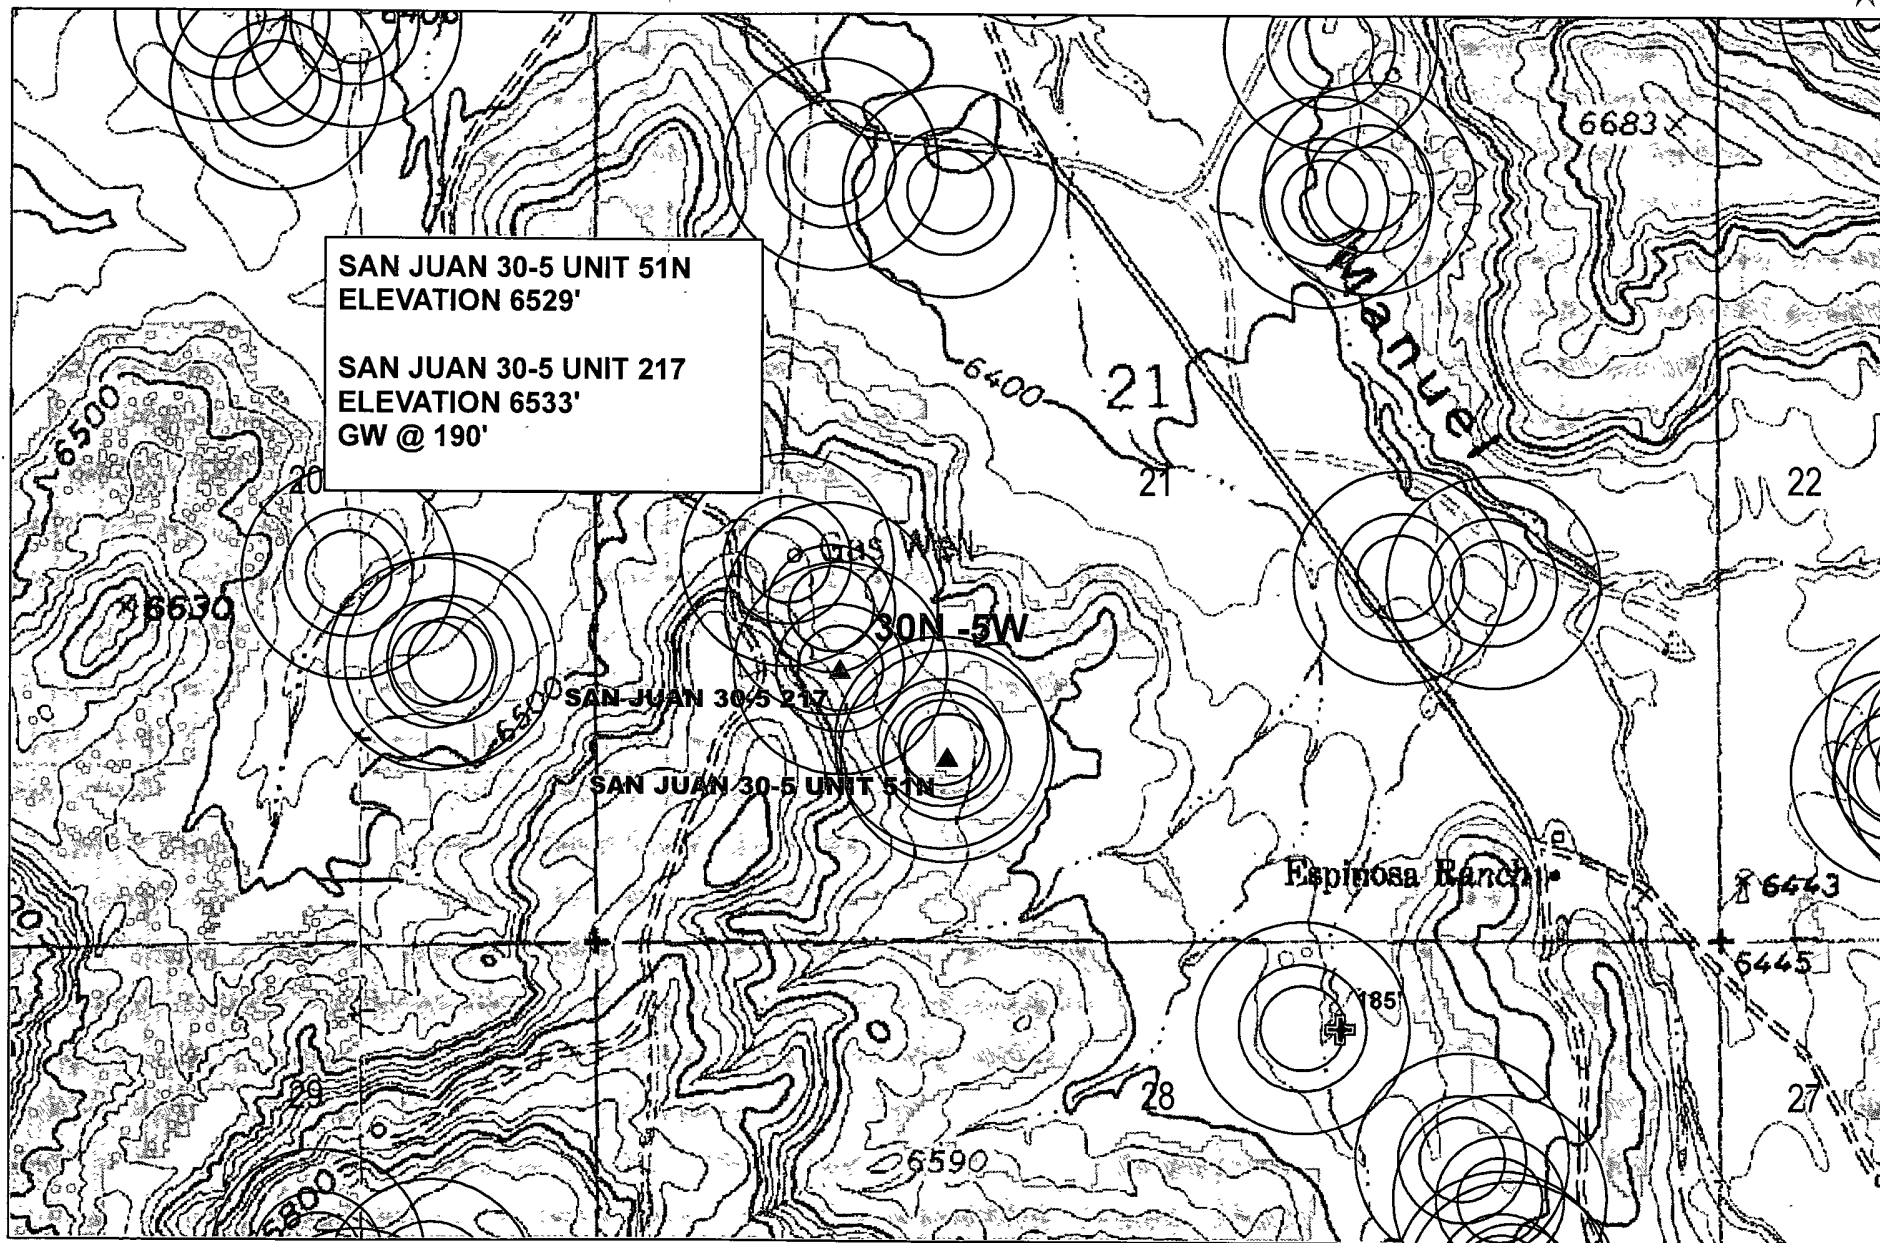 6683
SAN JUAN 30-5 UNIT 51N
ELEVATION 6529'
SAN JUAN 30-5 UNIT 217
ELEVATION 6533'
GW @ 190'
Manuel
6400
21
6500
20
21
22
Gas Well
6630
30N -5W
6500
SAN JUAN 30-5 217
SAN JUAN 30-5 UNIT 51N
Espinosa Ranch
6443
6445
185'
29
28
27
6590
6800